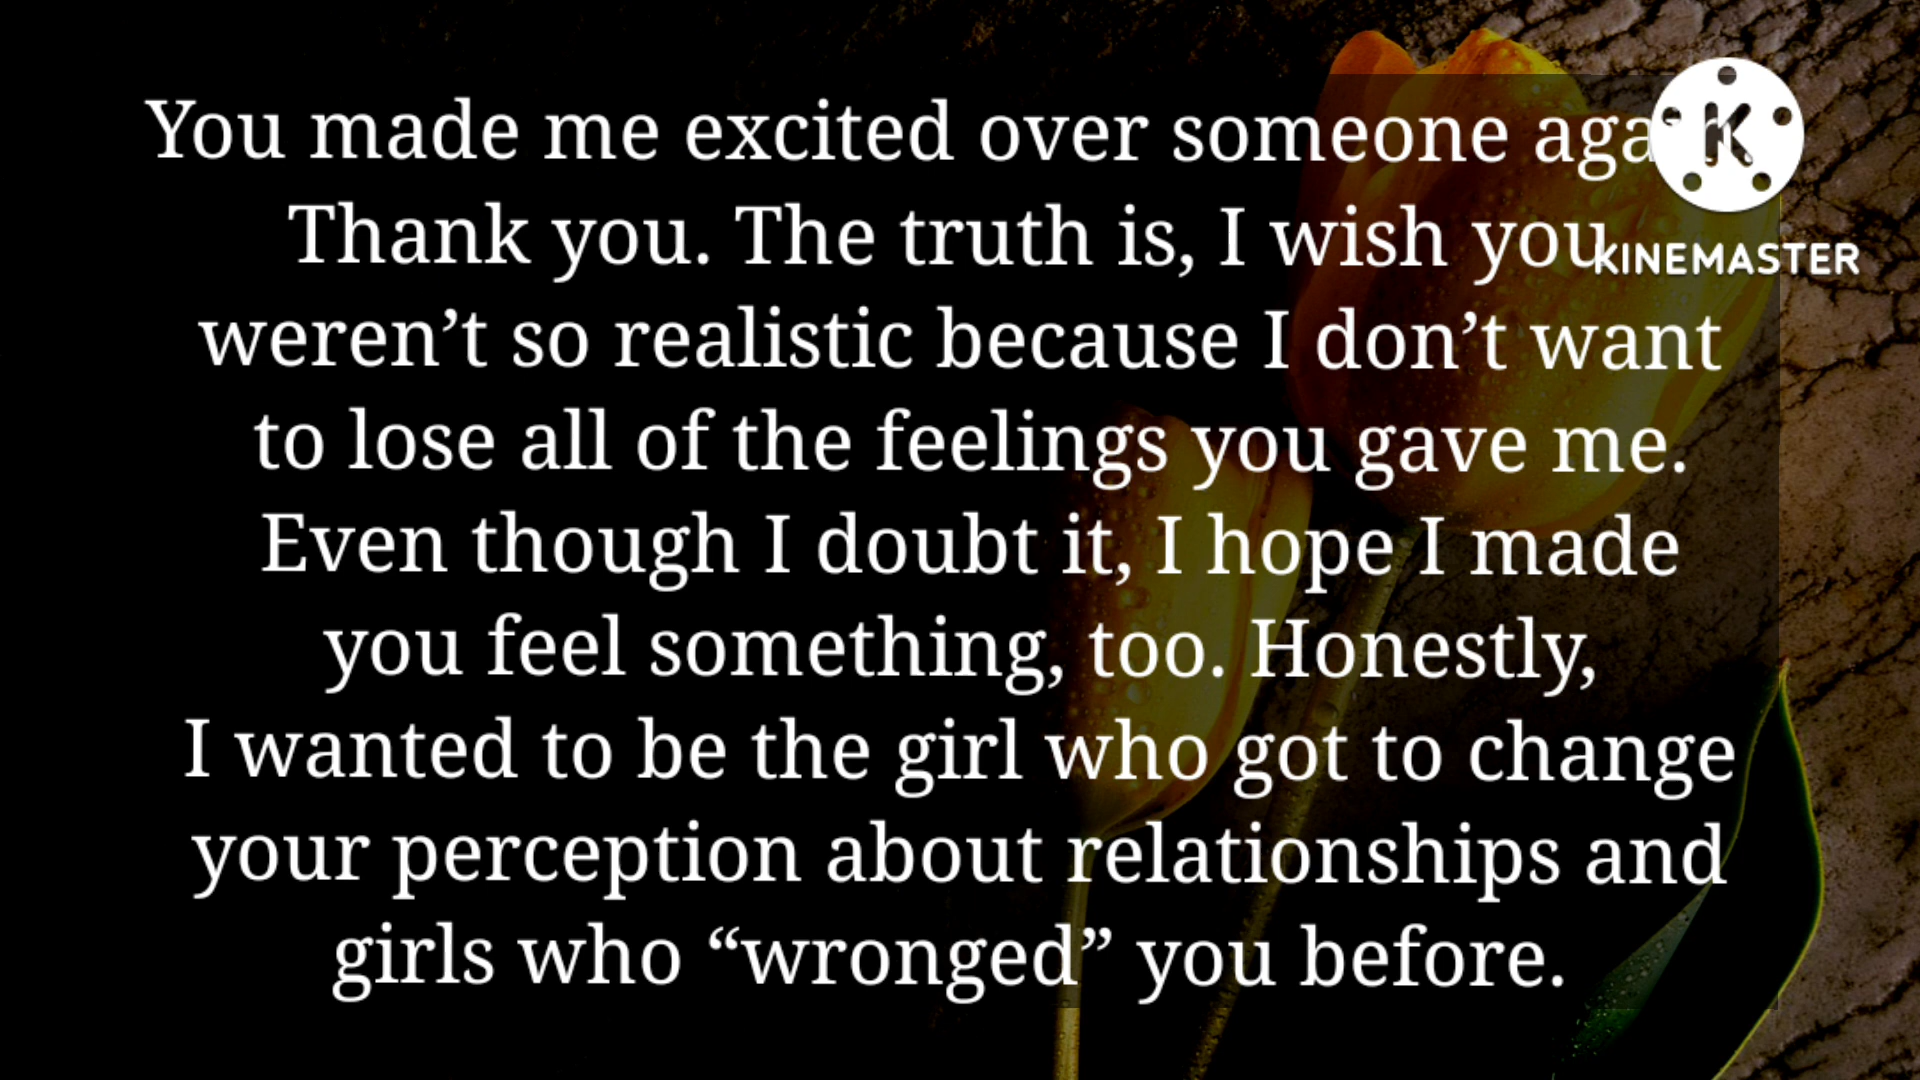 You made me excited over someone
Thank you. The truth is, I wish you
weren’t so realistic because I don’t want
to lose all of the feelings you gave me.
Even though I doubt it, I hope I made
you feel something, too. Honestly,
I wanted to be the girl who got to change
your perception about relationships and
girls who “wronged” you before.
K
KINEMASTER